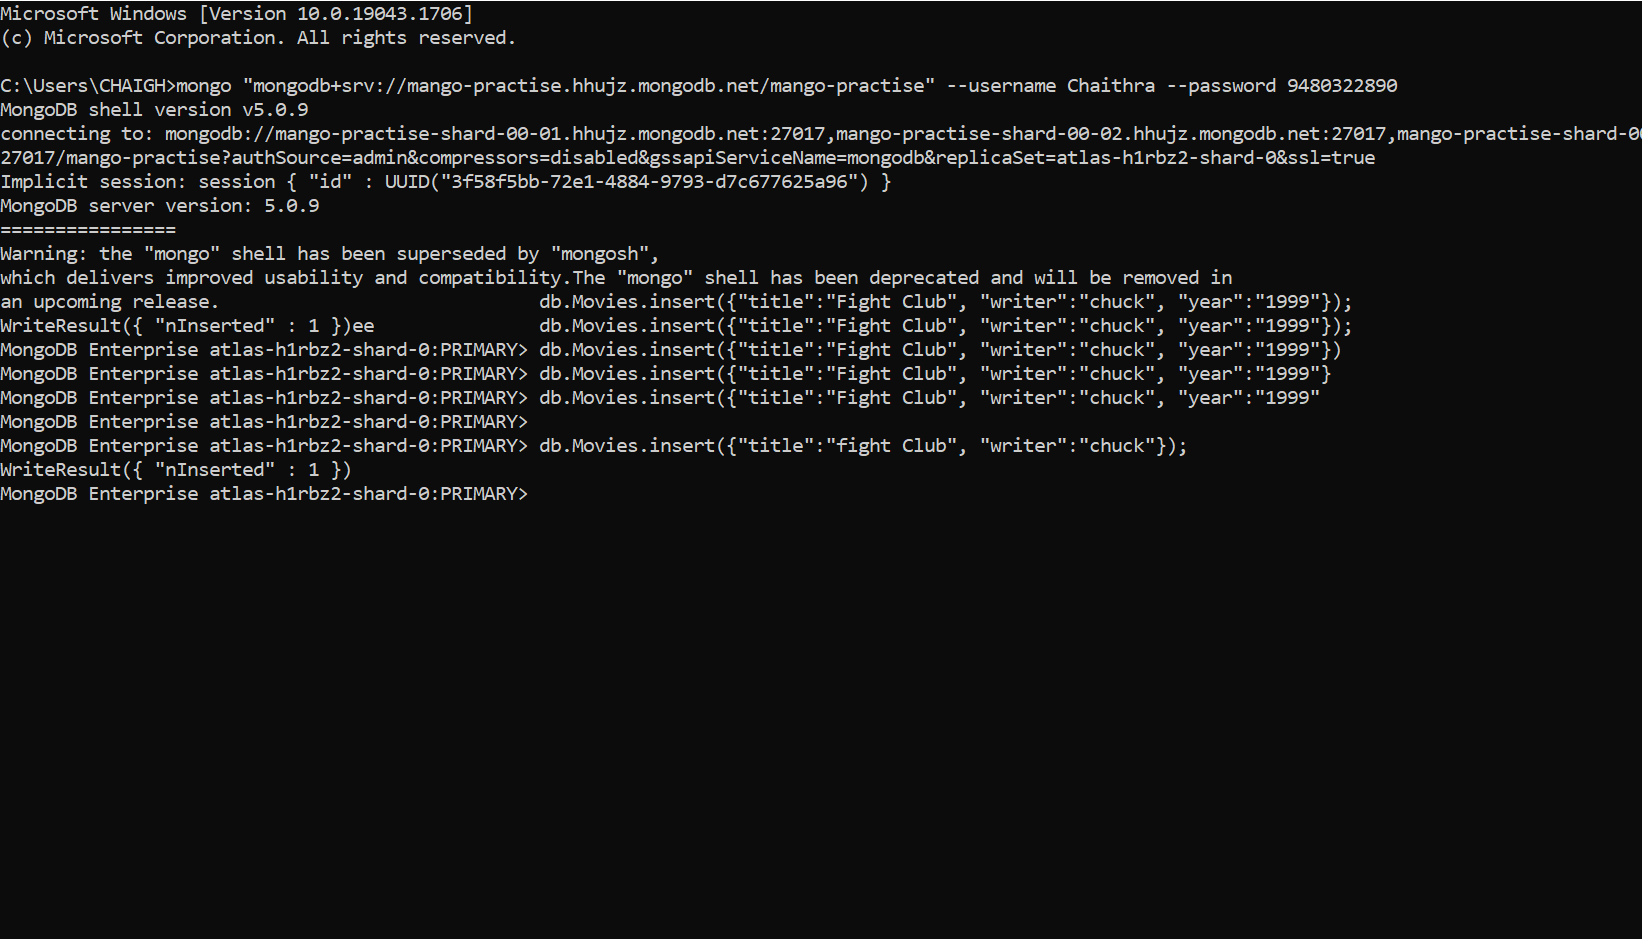 Microsoft Windows [Version 10.0.19043.1706]
(c) Microsoft Corporation. All rights reserved.
C:\Users\CHAIGH>mongo "mongodb+srv://mango-practise.hhujz.mongodb.net/mango-practise" --username Chaithra --password 9480322890
MongoDB shell version v5.0.9
connecting to: mongodb://mango-practise-shard-00-01.hhujz.mongodb.net:27017,mango-practise-shard-00-02.hhujz.mongodb.net:27017,mango-practise-shard-0
27017/mango-practise?authSource=admin&compressors=disabled&gssapiServiceName=mongodb&replicaSet=atlas-h1rbz2-shard-0&ssl=true
Implicit session: session { "id" : UUID("3f58f5bb-72e1-4884-9793-d7c677625a96") }
MongoDB server version: 5.0.9
================
Warning: the "mongo" shell has been superseded by "mongosh",
which delivers improved usability and compatibility.The "mongo" shell has been deprecated and will be removed in
an upcoming release. db.Movies.insert({"title":"Fight Club", "writer":"chuck", "year":"1999"});
WriteResult({ "nInserted" : 1 })ee db.Movies.insert({"title":"Fight Club", "writer":"chuck", "year":"1999"});
MongoDB Enterprise atlas-h1rbz2-shard-0:PRIMARY> db.Movies.insert({"title":"Fight Club", "writer":"chuck", "year":"1999"})
MongoDB Enterprise atlas-h1rbz2-shard-0:PRIMARY> db.Movies.insert({"title":"Fight Club", "writer":"chuck", "year":"1999"}
MongoDB Enterprise atlas-h1rbz2-shard-0:PRIMARY> db.Movies.insert({"title":"Fight Club", "writer":"chuck", "year":"1999"
MongoDB Enterprise atlas-h1rbz2-shard-0:PRIMARY>
MongoDB Enterprise atlas-h1rbz2-shard-0:PRIMARY> db.Movies.insert({"title":"fight Club", "writer":"chuck"});
WriteResult({ "nInserted" : 1 })
MongoDB Enterprise atlas-h1rbz2-shard-0:PRIMARY>